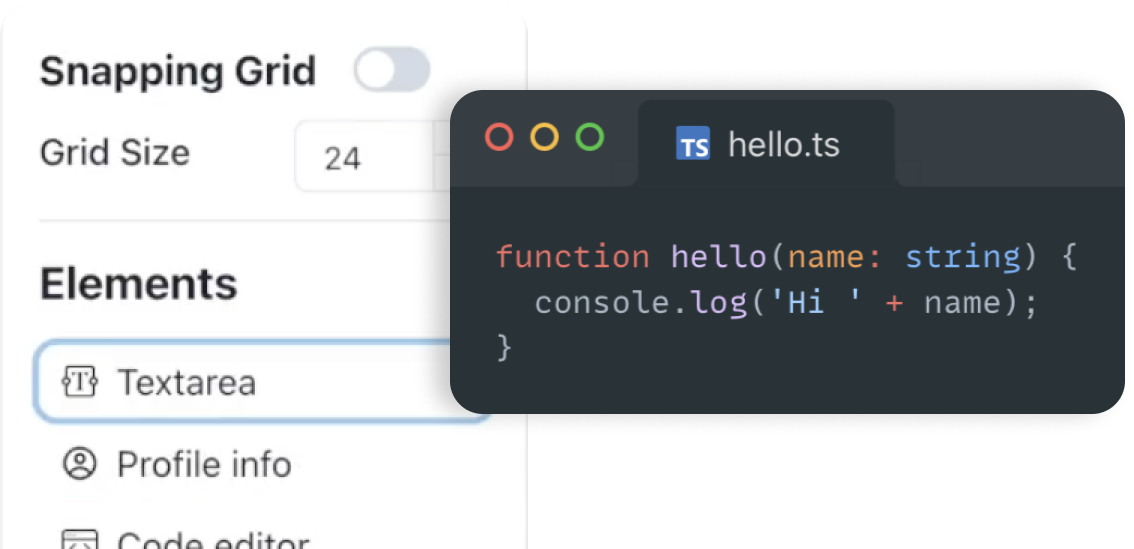 Snapping Grid
Grid Size
24
Elements
Textarea
Profile info
Code editor
TS hello.ts
function hello(name: string) {
  console.log('Hi ' + name);
}